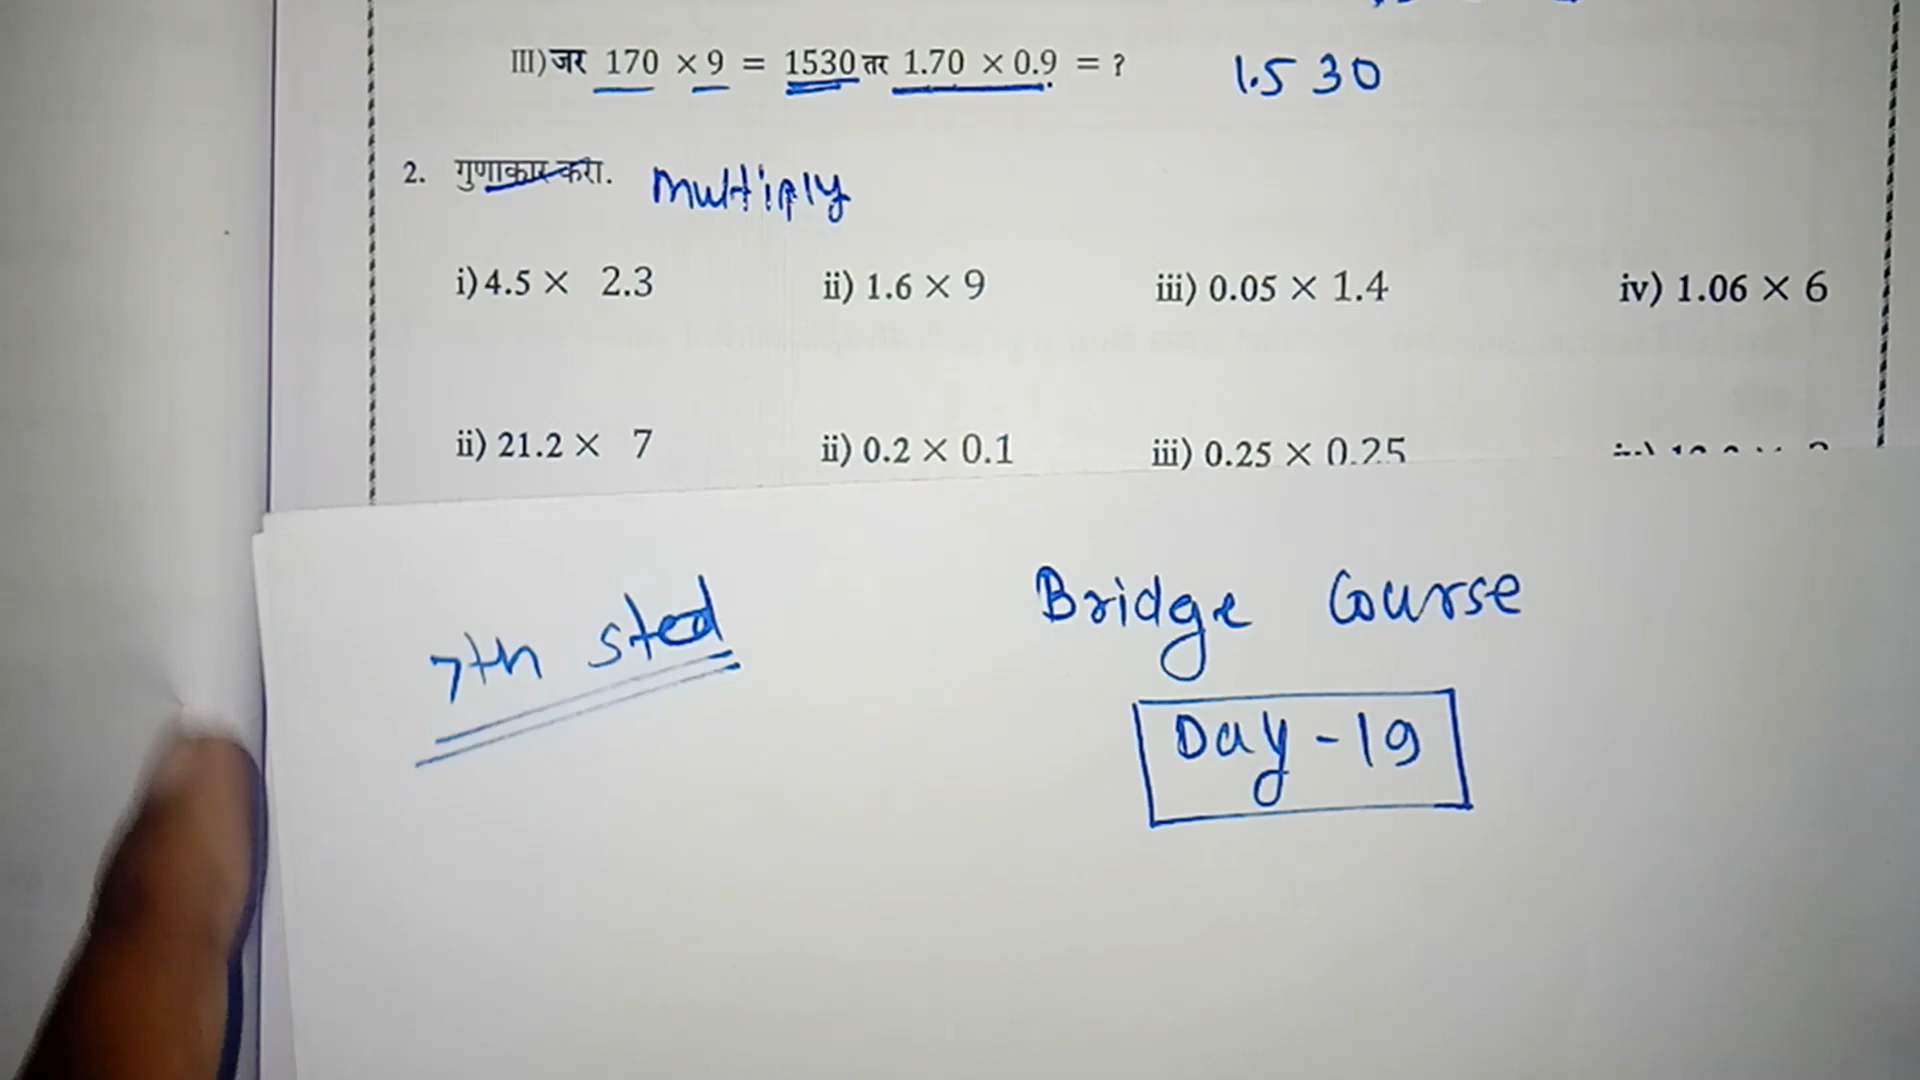 III) जर 170 × 9 = 1530 तर 1.70 × 0.9 = ? 1.530
2. गुणाकार करा. multiply
i) 4.5 × 2.3 ii) 1.6 × 9 iii) 0.05 × 1.4 iv) 1.06 × 6
ii) 21.2 × 7 ii) 0.2 × 0.1 iii) 0.25 × 0.25
7th sted Bridge Course
Day - 19